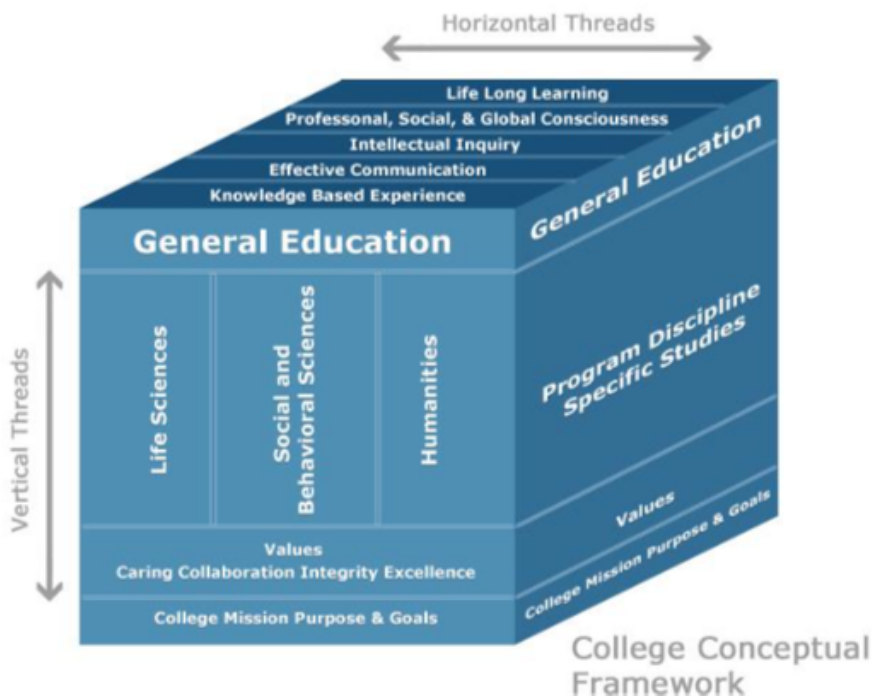 Horizontal Threads
Life Long Learning
Professonal, Social, & Global Consciousness
Intellectual Inquiry
Effective Communication
Knowledge Based Experience
General Education
General Education
Vertical Threads
Life Sciences
Social and
Behavioral Sciences
Humanities
Program Discipline
Specific Studies
Values
Caring Collaboration Integrity Excellence
Values
College Mission Purpose & Goals
College Mission Purpose & Goals
College Conceptual
Framework